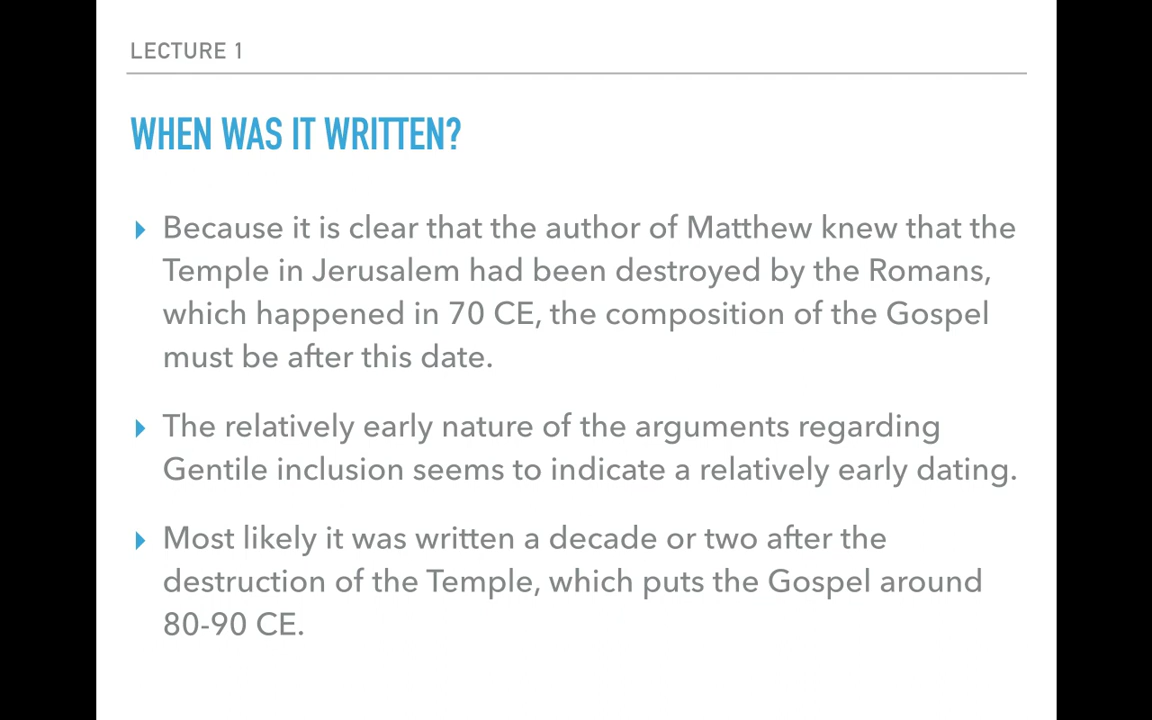 LECTURE 1
WHEN WAS IT WRITTEN?
Because it is clear that the author of Matthew knew that the
Temple in Jerusalem had been destroyed by the Romans,
which happened in 70 CE, the composition of the Gospel
must be after this date.
The relatively early nature of the arguments regarding
Gentile inclusion seems to indicate a relatively early dating.
Most likely it was written a decade or two after the
destruction of the Temple, which puts the Gospel around
80-90 CE.